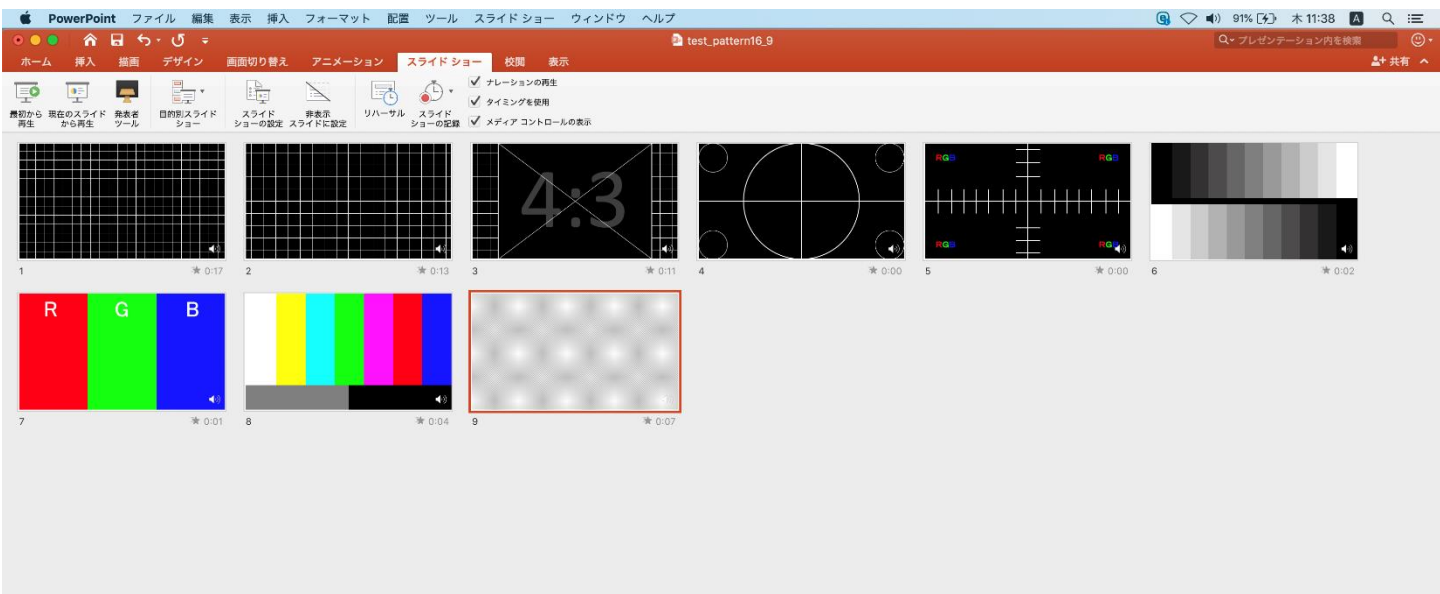 PowerPoint ファイル 編集 表示 挿入 フォーマット 配置 ツール スライド ショー ウィンドウ ヘルプ 91% 木 11:38 A
test_pattern16_9 プレゼンテーション内を検索
ホーム 挿入 描画 デザイン 画面切り替え アニメーション スライド ショー 校閲 表示 共有
最初から
再生
現在のスライド
から再生
発表者
ツール
目的別スライド
ショー
スライド
ショーの設定
非表示
スライドに設定
リハーサル
スライド
ショーの記録
ナレーションの再生
タイミングを使用
メディア コントロールの表示
4:3
RGB RGB
RGB RGB
1 0:17 2 0:13 3 0:11 4 0:00 5 0:00 6 0:02
R G B
7 0:01 8 0:04 9 0:07